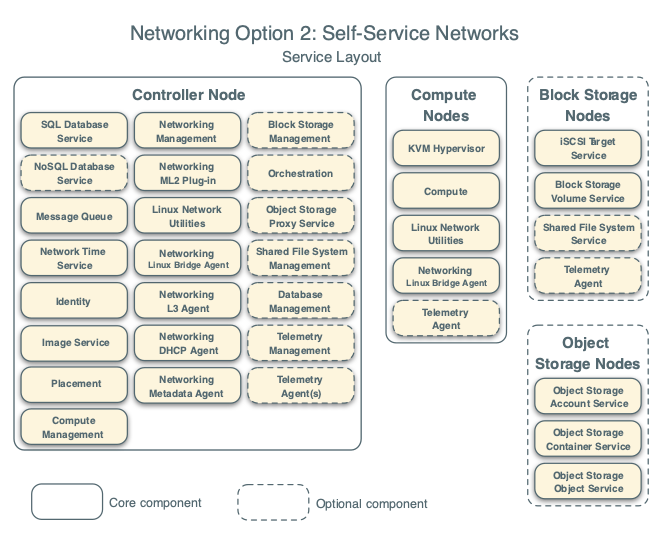 Networking Option 2: Self-Service Networks
Service Layout
Controller Node
SQL Database
Service
Networking
Management
Block Storage
Management
NoSQL Database
Service
Networking
ML2 Plug-in
Orchestration
Message Queue
Linux Network
Utilities
Object Storage
Proxy Service
Network Time
Service
Networking
Linux Bridge Agent
Shared File System
Management
Identity
Networking
L3 Agent
Database
Management
Image Service
Networking
DHCP Agent
Telemetry
Management
Placement
Networking
Metadata Agent
Telemetry
Agent(s)
Compute
Management
Compute
Nodes
KVM Hypervisor
Compute
Linux Network
Utilities
Networking
Linux Bridge Agent
Telemetry
Agent
Block Storage
Nodes
iSCSI Target
Service
Block Storage
Volume Service
Shared File System
Service
Telemetry
Agent
Object
Storage Nodes
Object Storage
Account Service
Object Storage
Container Service
Object Storage
Object Service
Core component
Optional component